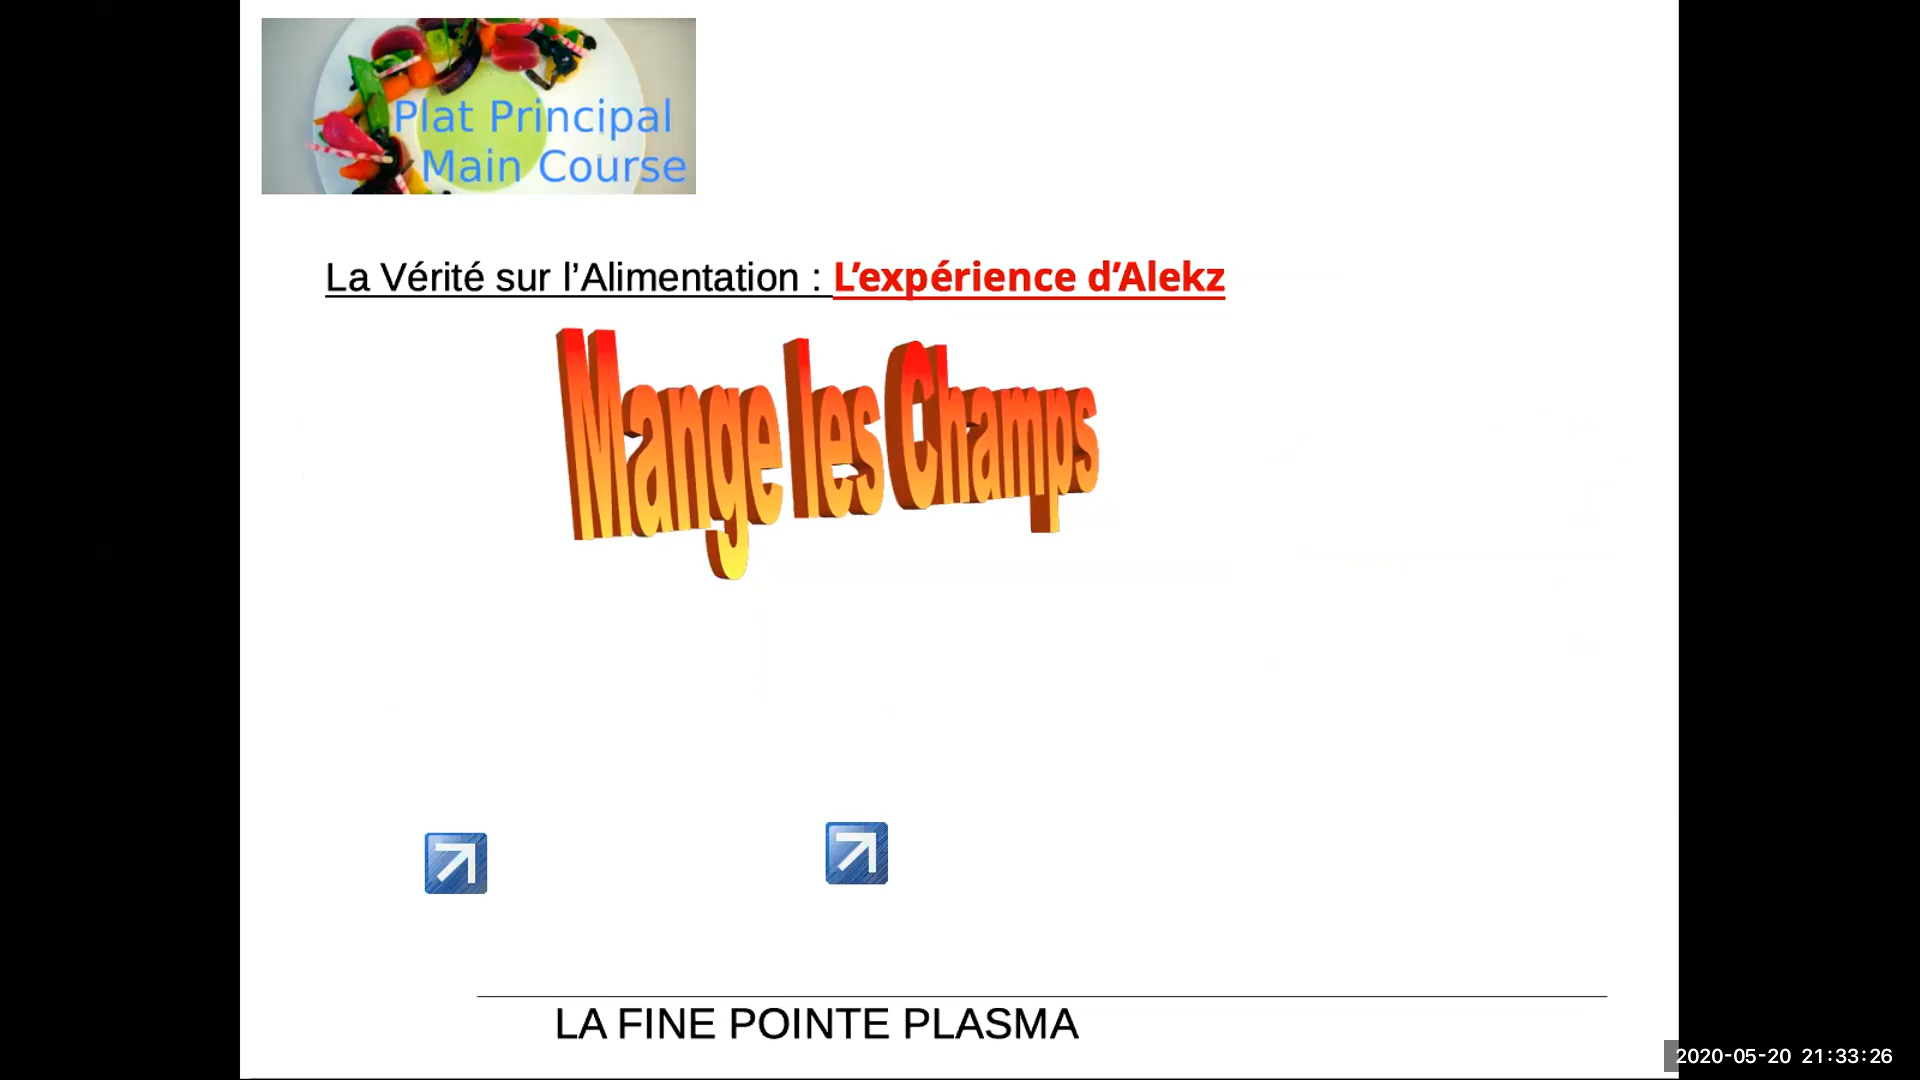 Plat Principal
Main Course
La Vérité sur l’Alimentation : L’expérience d’Alekz
Mange les Champs
LA FINE POINTE PLASMA
2020-05-20 21:33:26